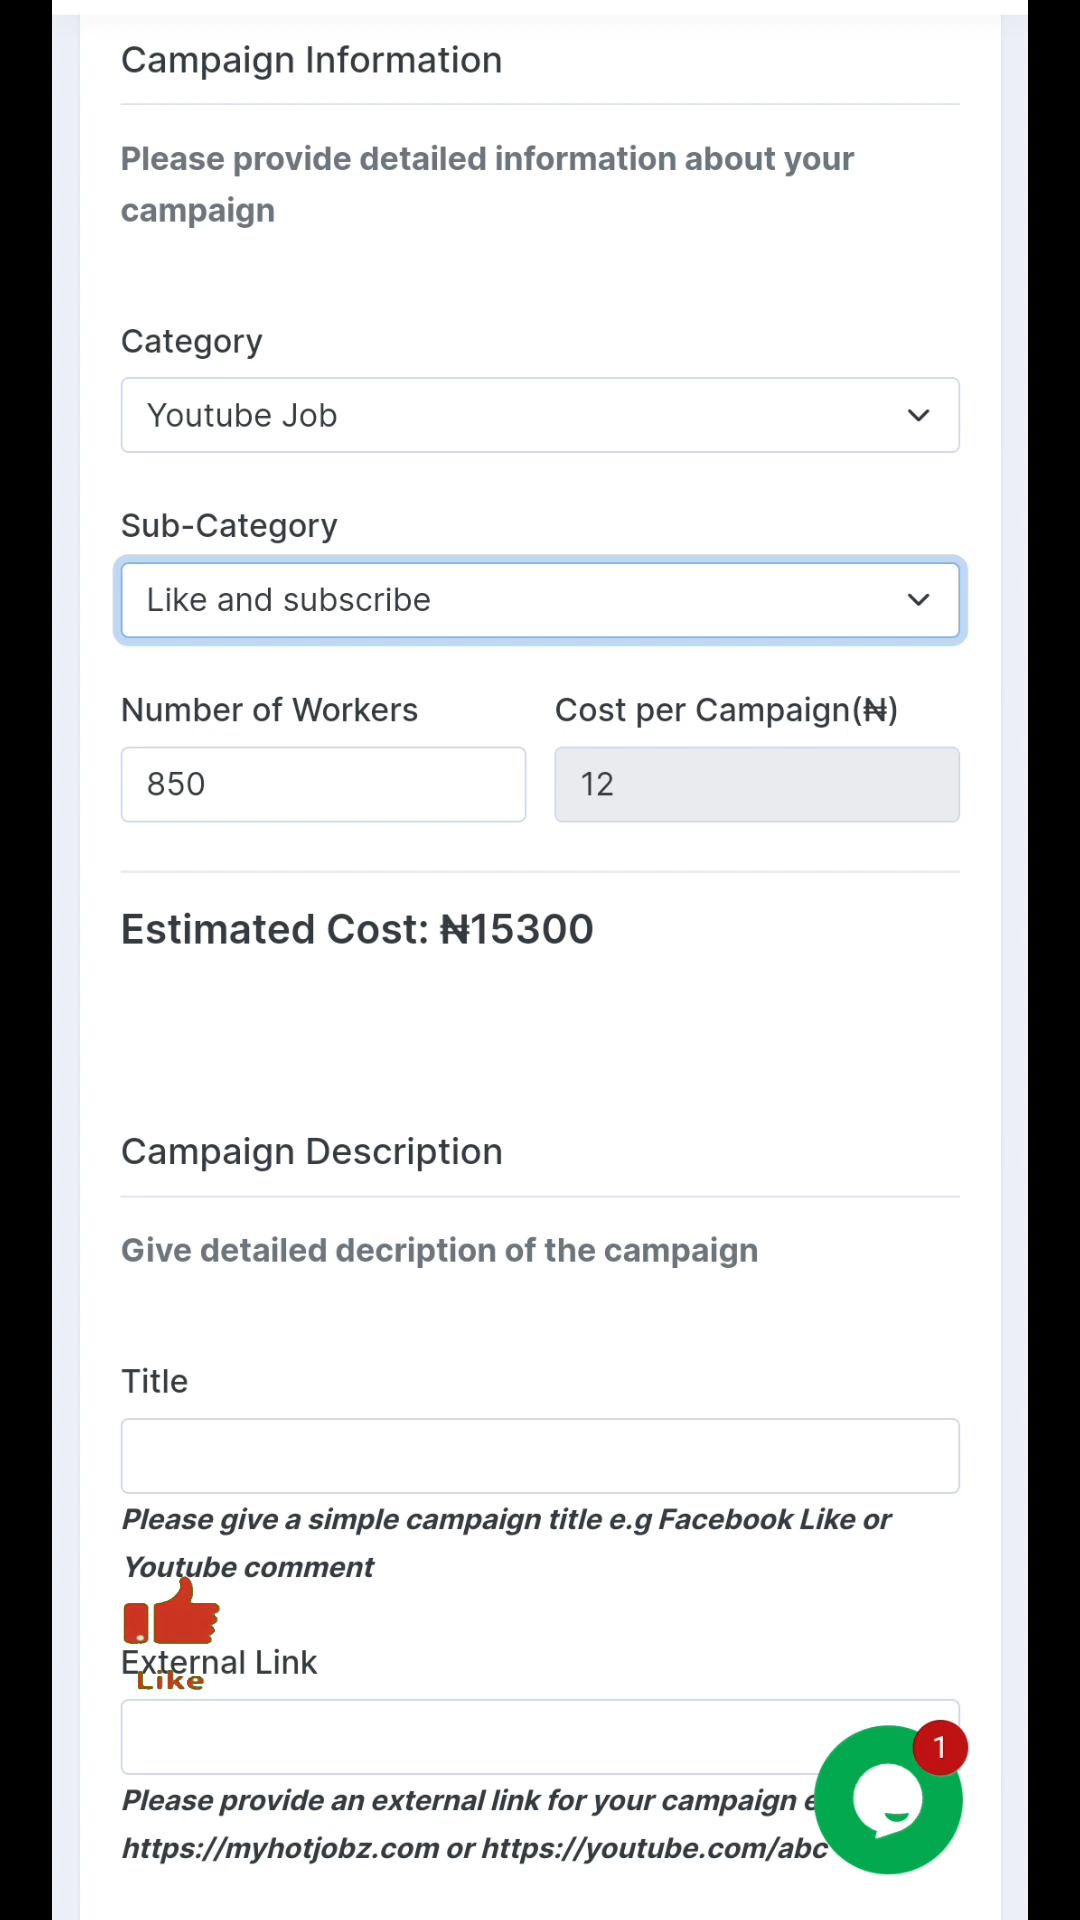 Campaign Information
Please provide detailed information about your
campaign
Category
Youtube Job
Sub-Category
Like and subscribe
Number of Workers
Cost per Campaign(₦)
850
12
Estimated Cost: ₦15300
Campaign Description
Give detailed decription of the campaign
Title
Please give a simple campaign title e.g Facebook Like or
Youtube comment
External Link
Like
1
Please provide an external link for your campaign
https://myhotjobz.com or https://youtube.com/abc